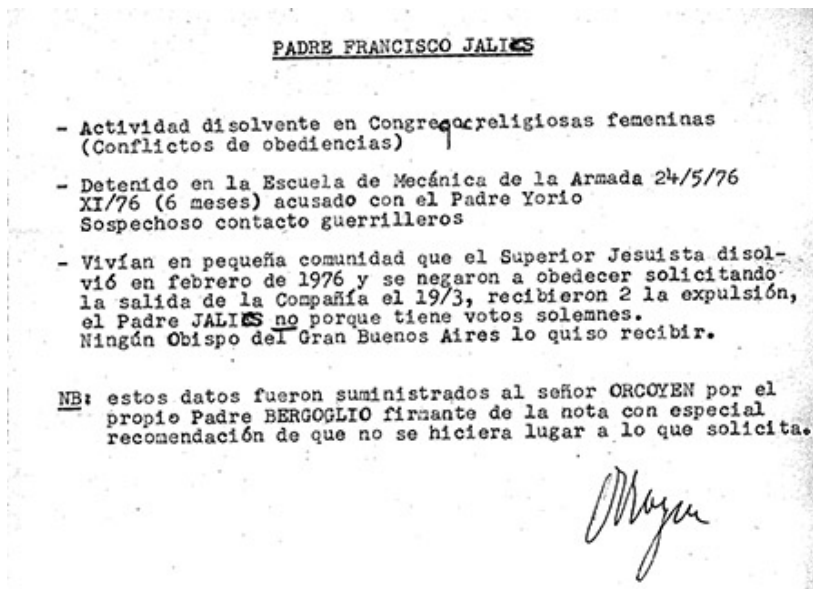 PADRE FRANCISCO JALICS
- Actividad disolvente en Congregac religiosas femeninas
(Conflictos de obediencias)
- Detenido en la Escuela de Mecánica de la Armada 24/5/76
XI/76 (6 meses) acusado con el Padre Yorio
Sospechoso contacto guerrilleros
- Vivían en pequeña comunidad que el Superior Jesuista disol-
vió en febrero de 1976 y se negaron a obedecer solicitando
la salida de la Compañía el 19/3, recibieron 2 la expulsión,
el Padre JALICS no porque tiene votos solemnes.
Ningún Obispo del Gran Buenos Aires lo quiso recibir.
NB: estos datos fueron suministrados al señor ORCOYEN por el
propio Padre BERGOGLIO firmante de la nota con especial
recomendación de que no se hiciera lugar a lo que solicita.